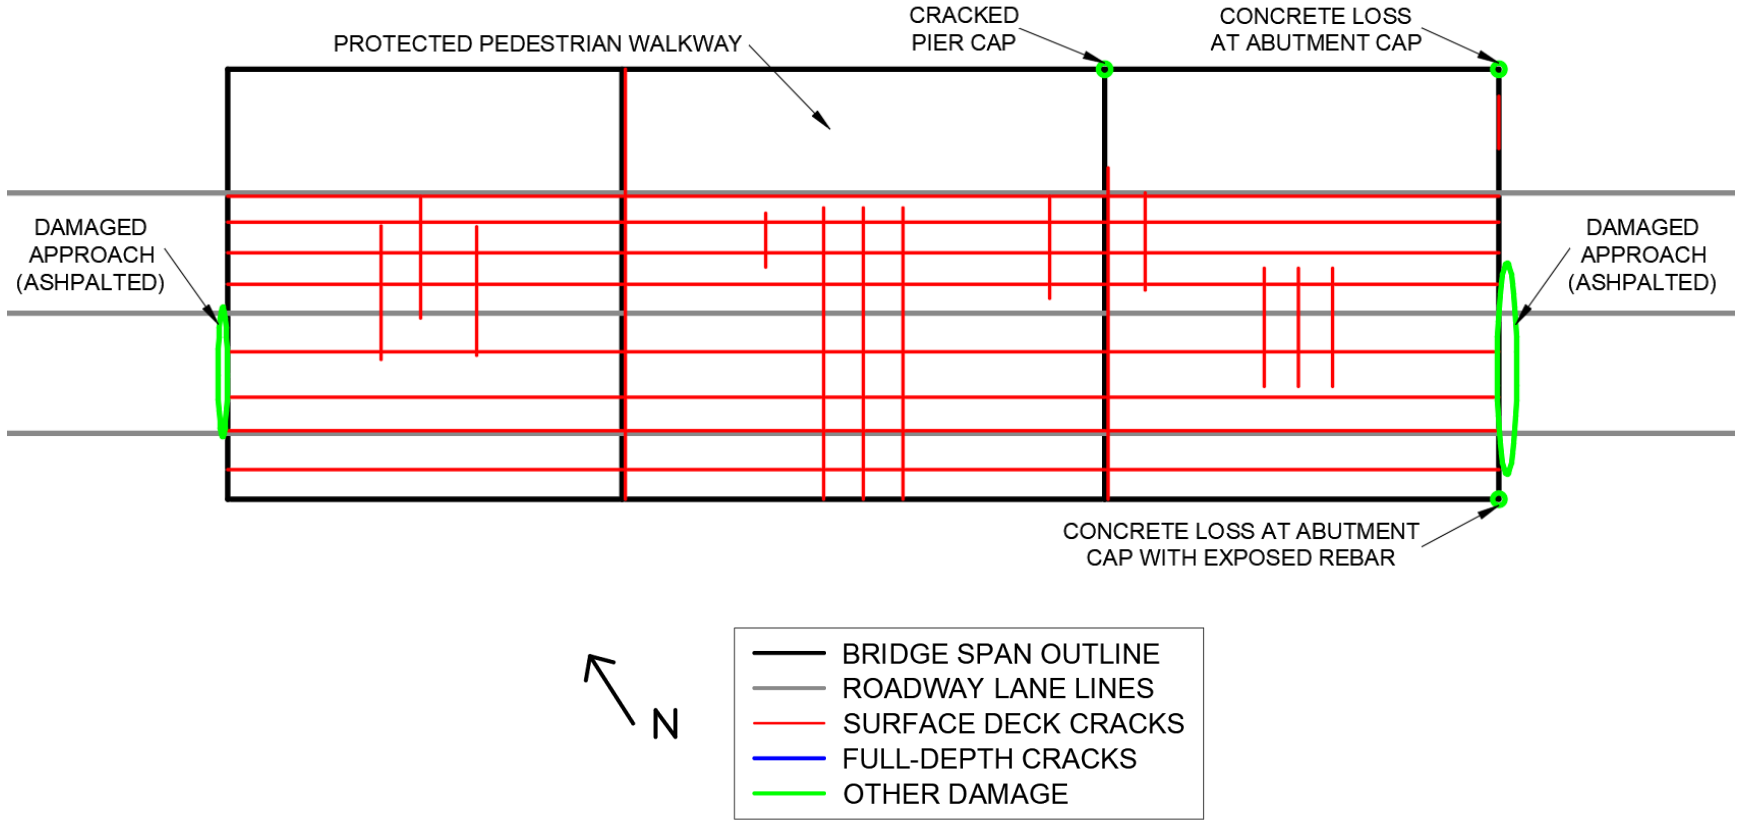 PROTECTED PEDESTRIAN WALKWAY
CRACKED
PIER CAP
CONCRETE LOSS
AT ABUTMENT CAP
DAMAGED
APPROACH
(ASHPALTED)
DAMAGED
APPROACH
(ASHPALTED)
CONCRETE LOSS AT ABUTMENT
CAP WITH EXPOSED REBAR
N
BRIDGE SPAN OUTLINE
ROADWAY LANE LINES
SURFACE DECK CRACKS
FULL-DEPTH CRACKS
OTHER DAMAGE